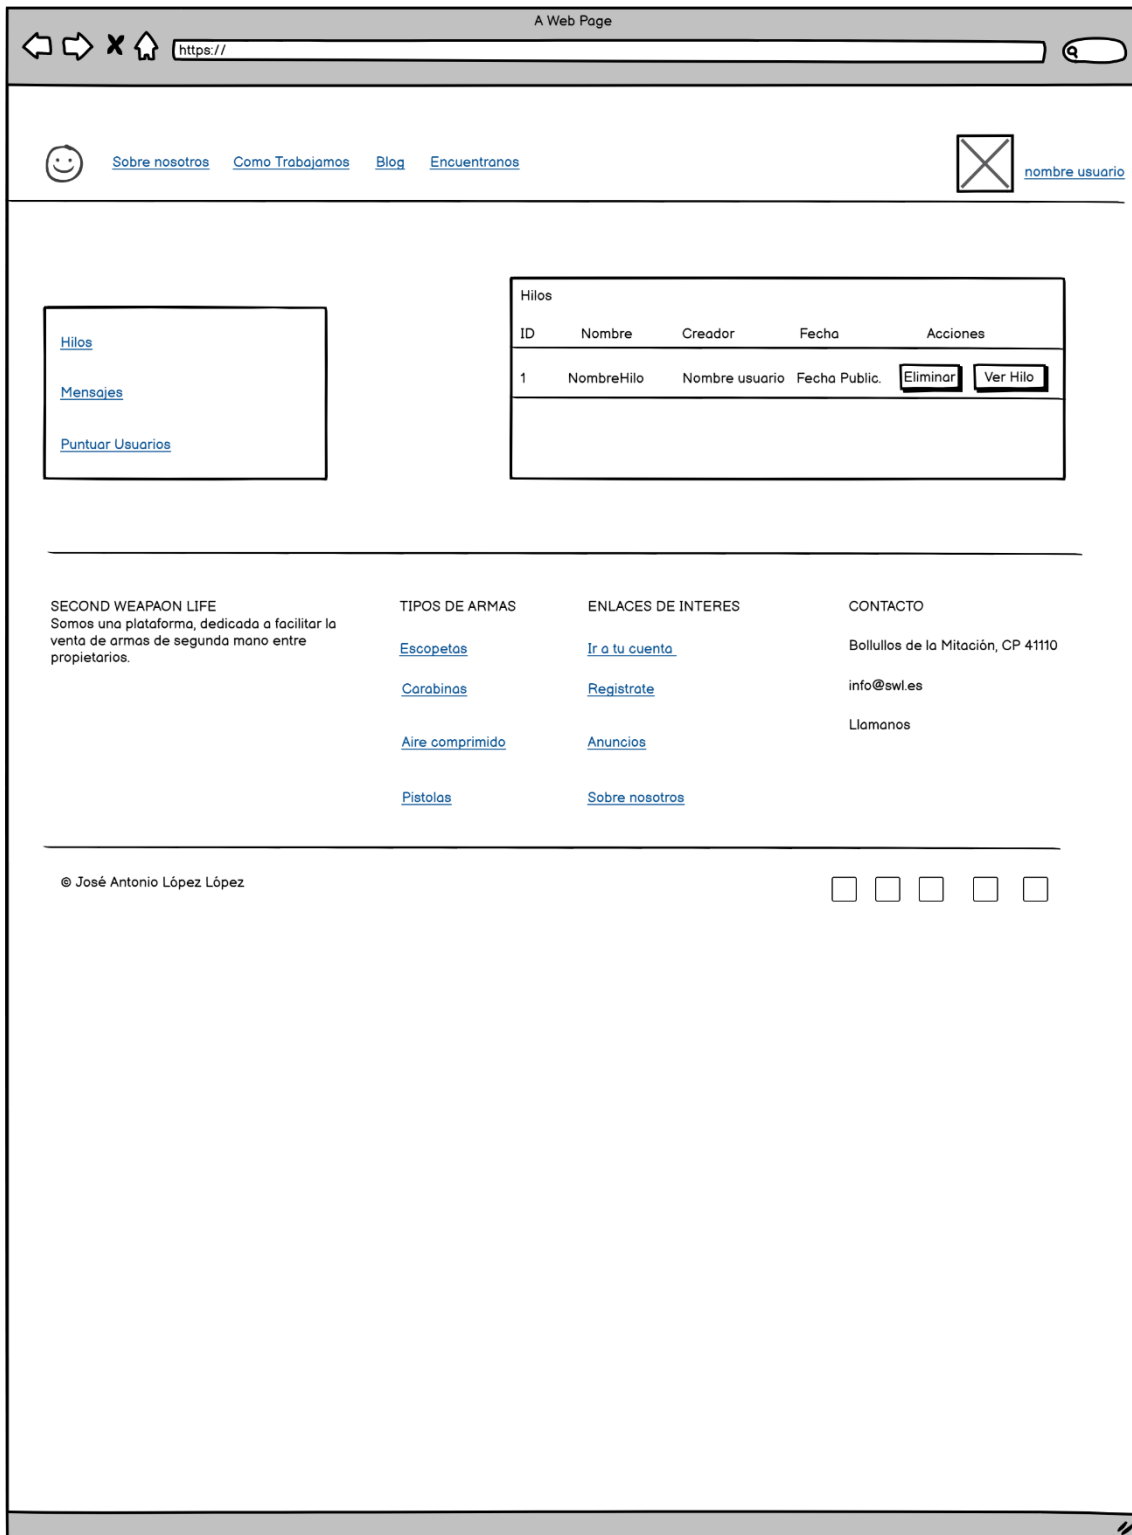 A Web Page
https://
Sobre nosotros Como Trabajamos Blog Encuentranos
nombre usuario
Hilos
Mensajes
Puntuar Usuarios
Hilos
ID Nombre Creador Fecha Acciones
1 NombreHilo Nombre usuario Fecha Public. Eliminar Ver Hilo
SECOND WEAPAON LIFE
Somos una plataforma, dedicada a facilitar la
venta de armas de segunda mano entre
propietarios.
TIPOS DE ARMAS
Escopetas
Carabinas
Aire comprimido
Pistolas
ENLACES DE INTERES
Ir a tu cuenta
Registrate
Anuncios
Sobre nosotros
CONTACTO
Bollullos de la Mitación, CP 41110
info@swl.es
Llamanos
© José Antonio López López